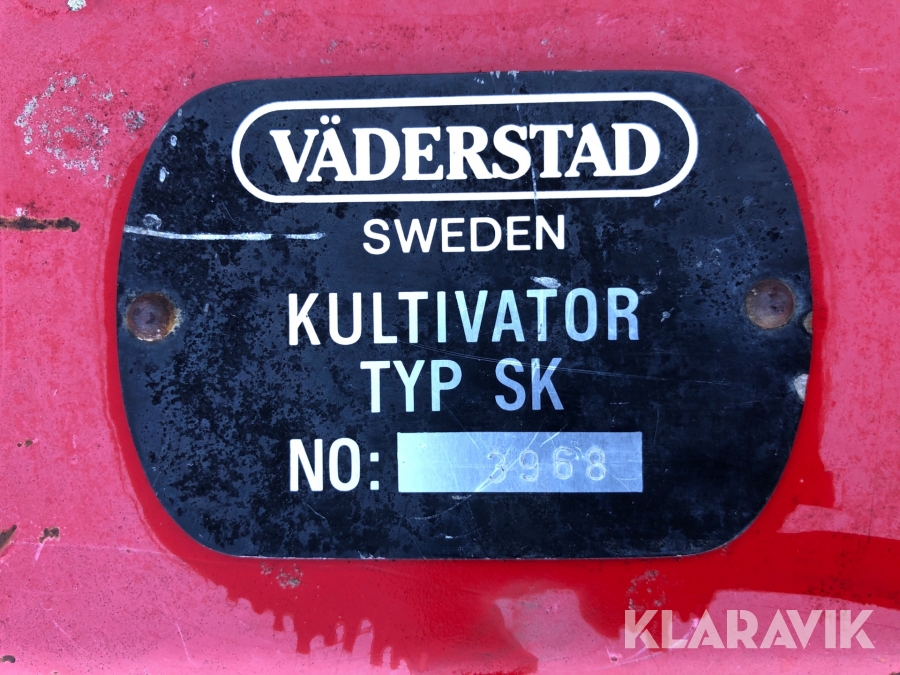 VÄDERSTAD
SWEDEN
KULTIVATOR
TYP SK
NO: 3968
KLARAVIK